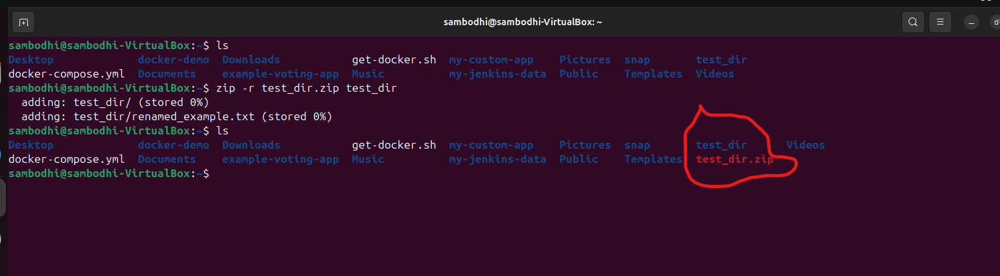 sambodhi@sambodhi-VirtualBox: ~
sambodhi@sambodhi-VirtualBox:~$ ls
Desktop docker-demo Downloads get-docker.sh my-custom-app Pictures snap test_dir
docker-compose.yml Documents example-voting-app Music my-jenkins-data Public Templates Videos
sambodhi@sambodhi-VirtualBox:~$ zip -r test_dir.zip test_dir
adding: test_dir/ (stored 0%)
adding: test_dir/renamed_example.txt (stored 0%)
sambodhi@sambodhi-VirtualBox:~$ ls
Desktop docker-demo Downloads get-docker.sh my-custom-app Pictures snap test_dir Videos
docker-compose.yml Documents example-voting-app Music my-jenkins-data Public Templates test_dir.zip
sambodhi@sambodhi-VirtualBox:~$